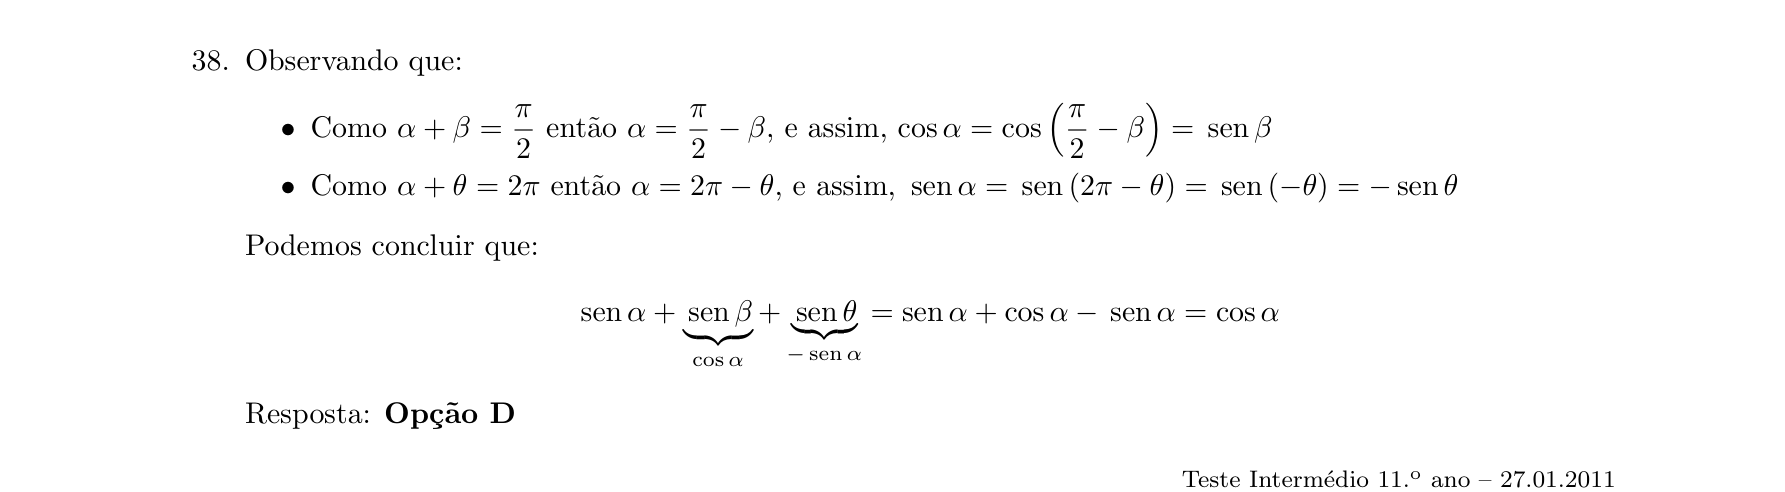 38. Observando que:
• Como α + β = π/2 então α = π/2 − β, e assim, cos α = cos (π/2 − β) = sen β
• Como α + θ = 2π então α = 2π − θ, e assim, sen α = sen (2π − θ) = sen (−θ) = − sen θ
Podemos concluir que:
sen α + sen β + sen θ = sen α + cos α − sen α = cos α
cos α − sen α
Resposta: Opção D
Teste Intermédio 11.º ano – 27.01.2011